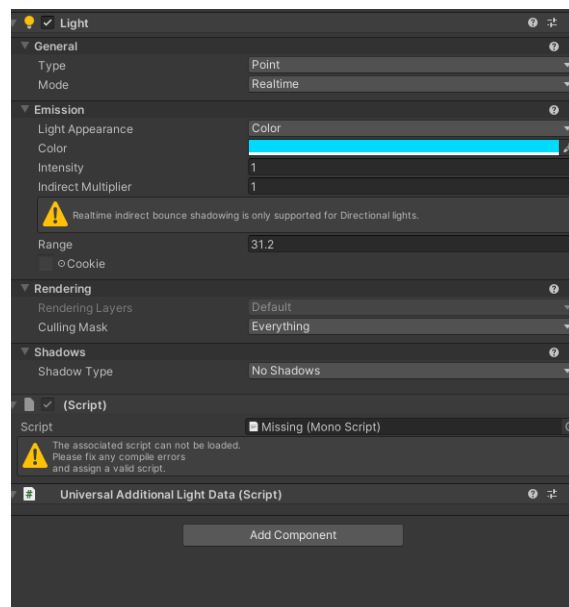 Light
General
Type Point
Mode Realtime
Emission
Light Appearance Color
Color
Intensity 1
Indirect Multiplier 1
Realtime indirect bounce shadowing is only supported for Directional lights.
Range 31.2
Cookie
Rendering
Rendering Layers Default
Culling Mask Everything
Shadows
Shadow Type No Shadows
(Script)
Script Missing (Mono Script)
The associated script can not be loaded.
Please fix any compile errors
and assign a valid script.
# Universal Additional Light Data (Script)
Add Component